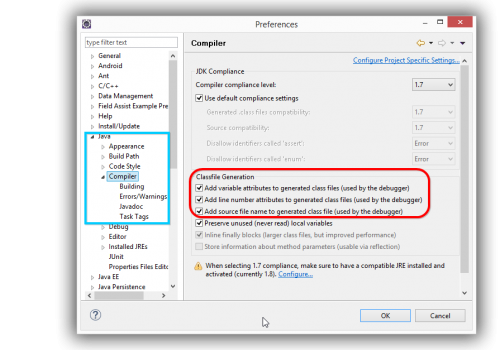 Preferences
type filter text
General
Android
Ant
C/C++
Data Management
Field Assist Example Pre
Help
Install/Update
Java
Appearance
Build Path
Code Style
Compiler
Building
Errors/Warnings
Javadoc
Task Tags
Debug
Editor
Installed JREs
JUnit
Properties Files Edito
Java EE
Java Persistence
Compiler
Configure Project Specific Settings...
JDK Compliance
Compiler compliance level: 1.7
Use default compliance settings
Generated .class files compatibility: 1.7
Source compatibility: 1.7
Disallow identifiers called 'assert': Error
Disallow identifiers called 'enum': Error
Classfile Generation
Add variable attributes to generated class files (used by the debugger)
Add line number attributes to generated class files (used by the debugger)
Add source file name to generated class file (used by the debugger)
Preserve unused (never read) local variables
Inline finally blocks (larger class files, but improved performance)
Store information about method parameters (usable via reflection)
When selecting 1.7 compliance, make sure to have a compatible JRE installed and
activated (currently 1.8). Configure...
OK Cancel